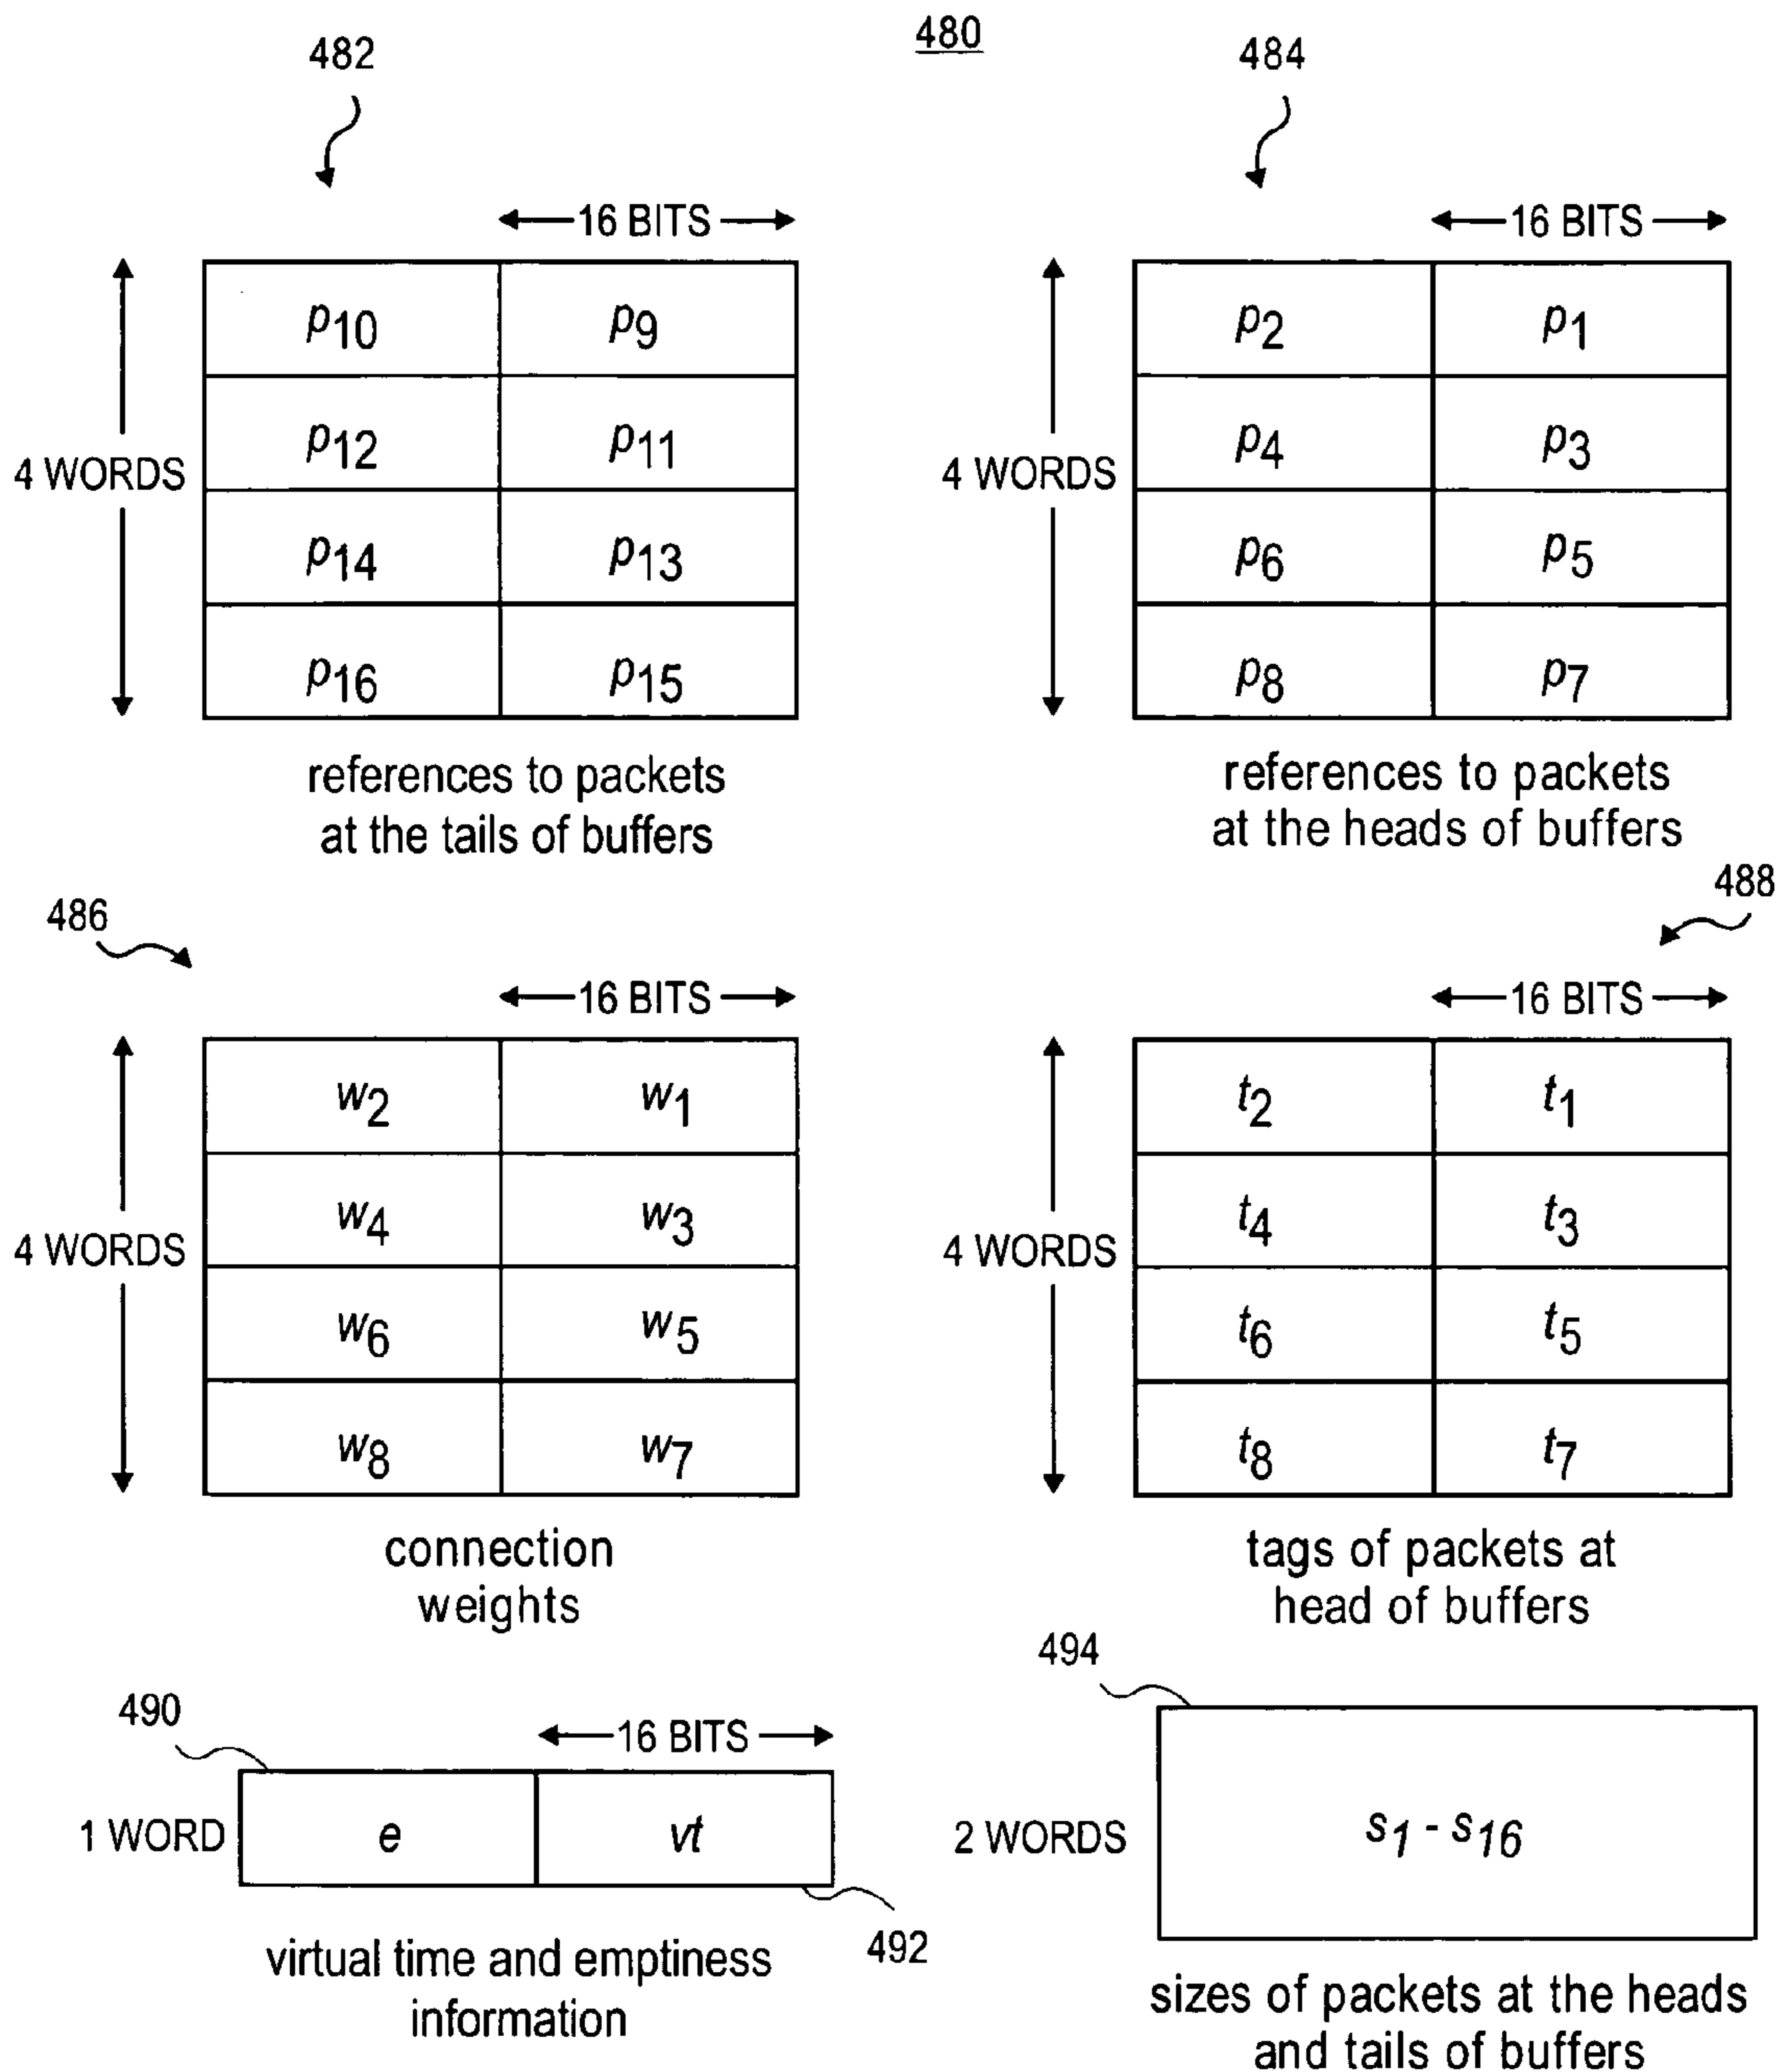 480
482
484
16 BITS
16 BITS
4 WORDS
p10 p9
p12 p11
p14 p13
p16 p15
4 WORDS
p2 p1
p4 p3
p6 p5
p8 p7
references to packets
at the tails of buffers
references to packets
at the heads of buffers
486
488
16 BITS
16 BITS
4 WORDS
w2 w1
w4 w3
w6 w5
w8 w7
4 WORDS
t2 t1
t4 t3
t6 t5
t8 t7
connection
weights
tags of packets at
head of buffers
490
16 BITS
1 WORD
e vt
492
virtual time and emptiness
information
494
2 WORDS
s1 - s16
sizes of packets at the heads
and tails of buffers